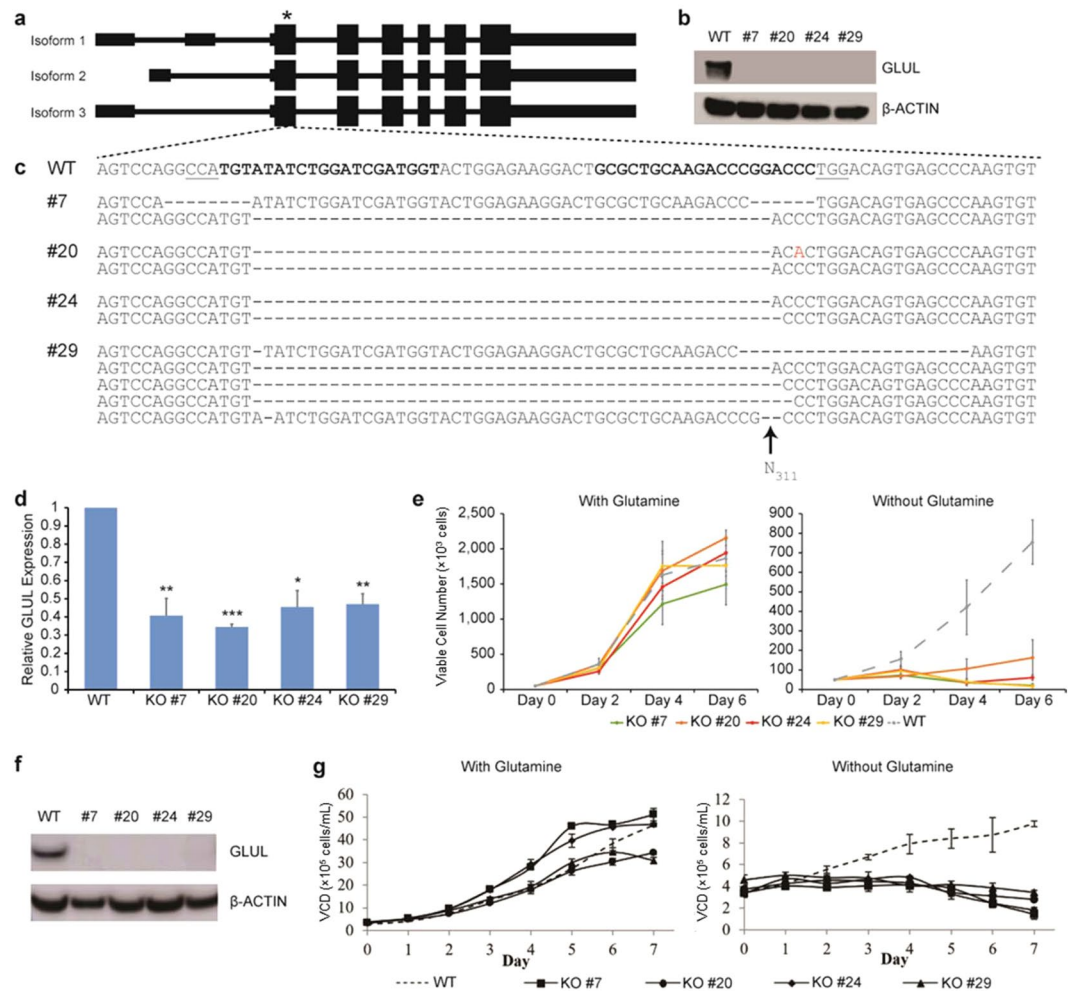 a
*
Isoform 1
Isoform 2
Isoform 3
b
WT #7 #20 #24 #29
GLUL
β-ACTIN
c
WT AGTCCAGGCCATGTATATCTGGATCGATGGTACTGGAGAAGGACTGCGCTGCAAGACCCGGACCCTGGACAGTGAGCCCAAGTGT
#7 AGTCCA--------ATATCTGGATCGATGGTACTGGAGAAGGACTGCGCTGCAAGACCC------TGGACAGTGAGCCCAAGTGT
AGTCCAGGCCATGT-----------------------------------------------ACCCTGGACAGTGAGCCCAAGTGT
#20 AGTCCAGGCCATGT-----------------------------------------------ACACTGGACAGTGAGCCCAAGTGT
AGTCCAGGCCATGT-----------------------------------------------ACCCTGGACAGTGAGCCCAAGTGT
#24 AGTCCAGGCCATGT-----------------------------------------------ACCCTGGACAGTGAGCCCAAGTGT
AGTCCAGGCCATGT------------------------------------------------CCCTGGACAGTGAGCCCAAGTGT
#29 AGTCCAGGCCATGT-TATCTGGATCGATGGTACTGGAGAAGGACTGCGCTGCAAGACC---------------------AAGTGT
AGTCCAGGCCATGT-----------------------------------------------ACCCTGGACAGTGAGCCCAAGTGT
AGTCCAGGCCATGT------------------------------------------------CCCTGGACAGTGAGCCCAAGTGT
AGTCCAGGCCATGT-------------------------------------------------CCTGGACAGTGAGCCCAAGTGT
AGTCCAGGCCATGTA-ATCTGGATCGATGGTACTGGAGAAGGACTGCGCTGCAAGACCCG--CCCTGGACAGTGAGCCCAAGTGT
N311
d
Relative GLUL Expression
1
0.9
0.8
0.7
0.6
0.5
0.4
0.3
0.2
0.1
0
** *** * **
WT KO #7 KO #20 KO #24 KO #29
e
With Glutamine
Viable Cell Number (×10³ cells)
2,500
2,000
1,500
1,000
500
0
Day 0 Day 2 Day 4 Day 6
Without Glutamine
900
800
700
600
500
400
300
200
100
0
Day 0 Day 2 Day 4 Day 6
KO #7 KO #20 KO #24 KO #29 WT
f
WT #7 #20 #24 #29
GLUL
β-ACTIN
g
With Glutamine
VCD (×10⁵ cells/mL)
60
50
40
30
20
10
0
0 1 2 3 4 5 6 7
Day
Without Glutamine
VCD (×10⁵ cells/mL)
12
10
8
6
4
2
0
0 1 2 3 4 5 6 7
Day
WT KO #7 KO #20 KO #24 KO #29